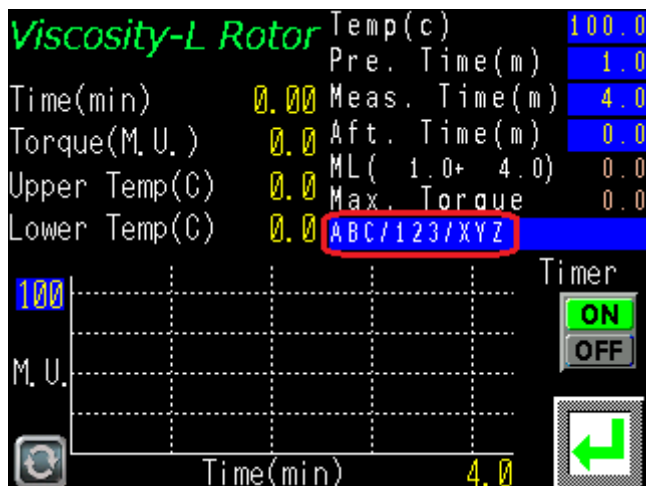 Viscosity-L Rotor
Time(min) 0.00
Torque(M.U.) 0.0
Upper Temp(C) 0.0
Lower Temp(C) 0.0
Temp(c) 100.0
Pre. Time(m) 1.0
Meas. Time(m) 4.0
Aft. Time(m) 0.0
ML( 1.0+ 4.0) 0.0
Max. Torque 0.0
ABC/123/XYZ
100
M.U.
Time(min) 4.0
Timer
ON
OFF